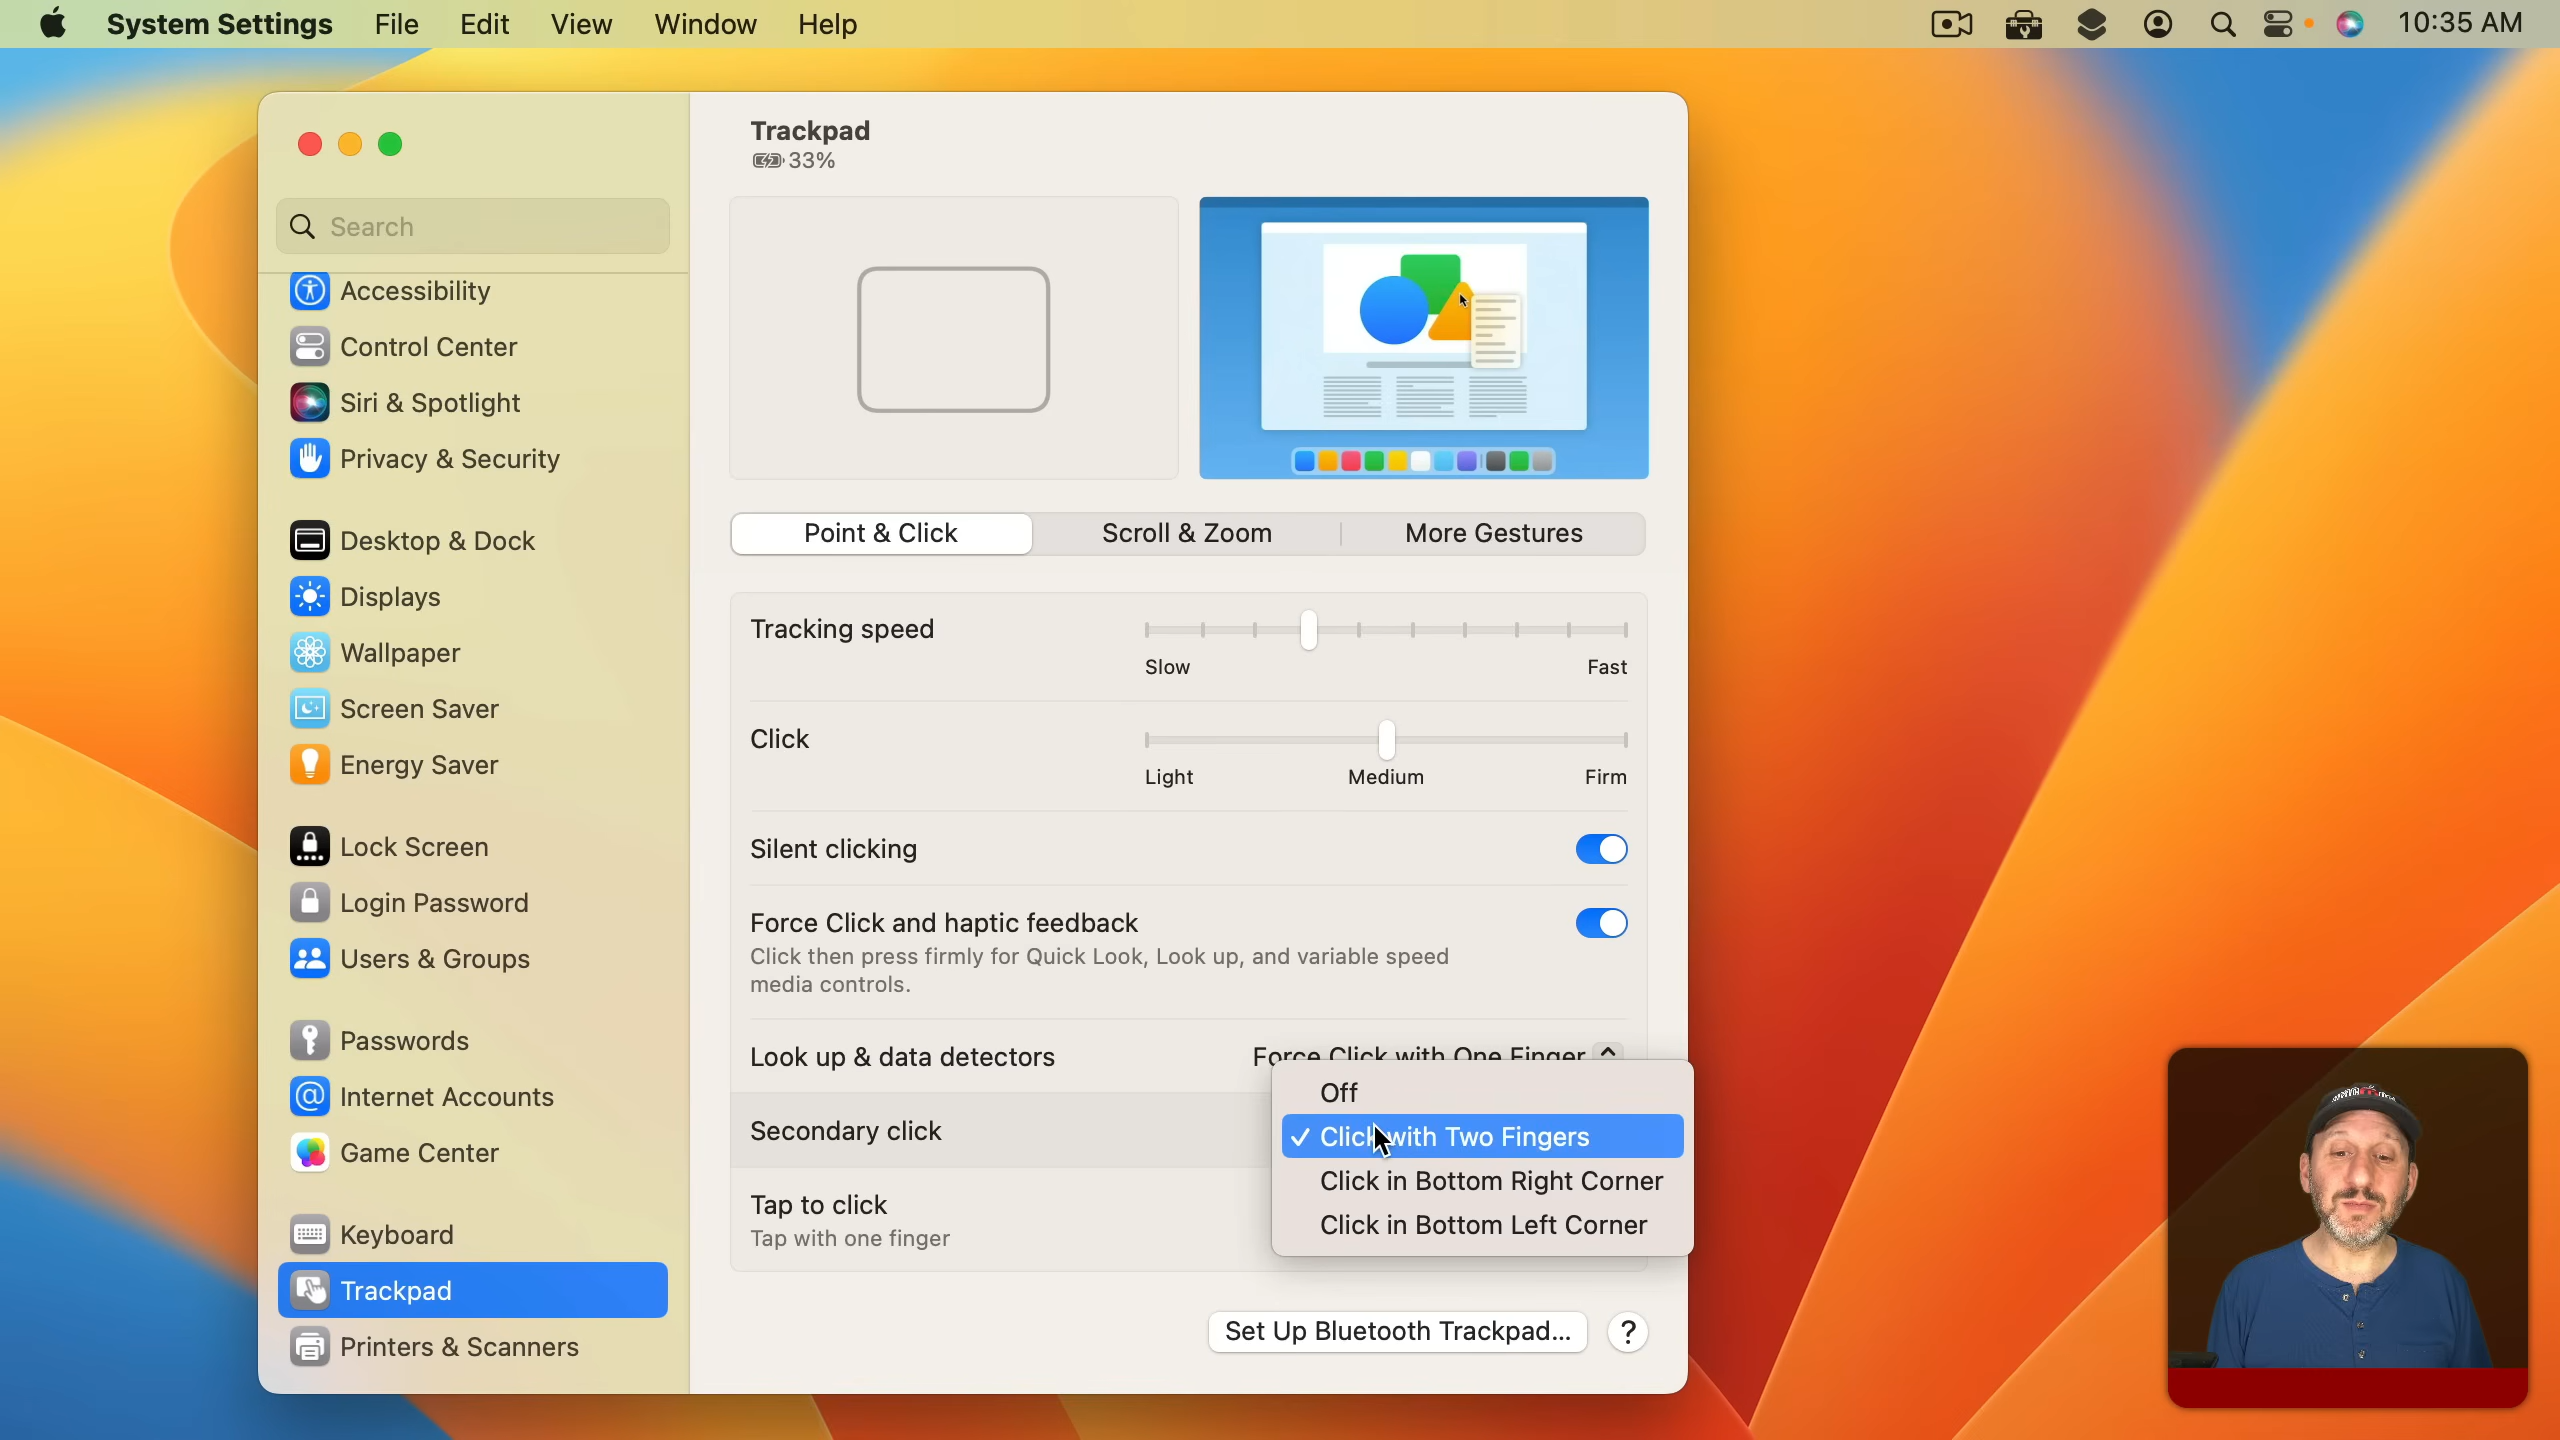 System Settings File Edit View Window Help 10:35 AM
Trackpad
33%
Search
Accessibility
Control Center
Siri & Spotlight
Privacy & Security
Desktop & Dock
Displays
Wallpaper
Screen Saver
Energy Saver
Lock Screen
Login Password
Users & Groups
Passwords
Internet Accounts
Game Center
Keyboard
Trackpad
Printers & Scanners
Point & Click Scroll & Zoom More Gestures
Tracking speed
Slow Fast
Click
Light Medium Firm
Silent clicking
Force Click and haptic feedback
Click then press firmly for Quick Look, Look up, and variable speed
media controls.
Look up & data detectors Force Click with One Finger
Secondary click
Off
✓ Click with Two Fingers
Click in Bottom Right Corner
Click in Bottom Left Corner
Tap to click
Tap with one finger
Set Up Bluetooth Trackpad... ?